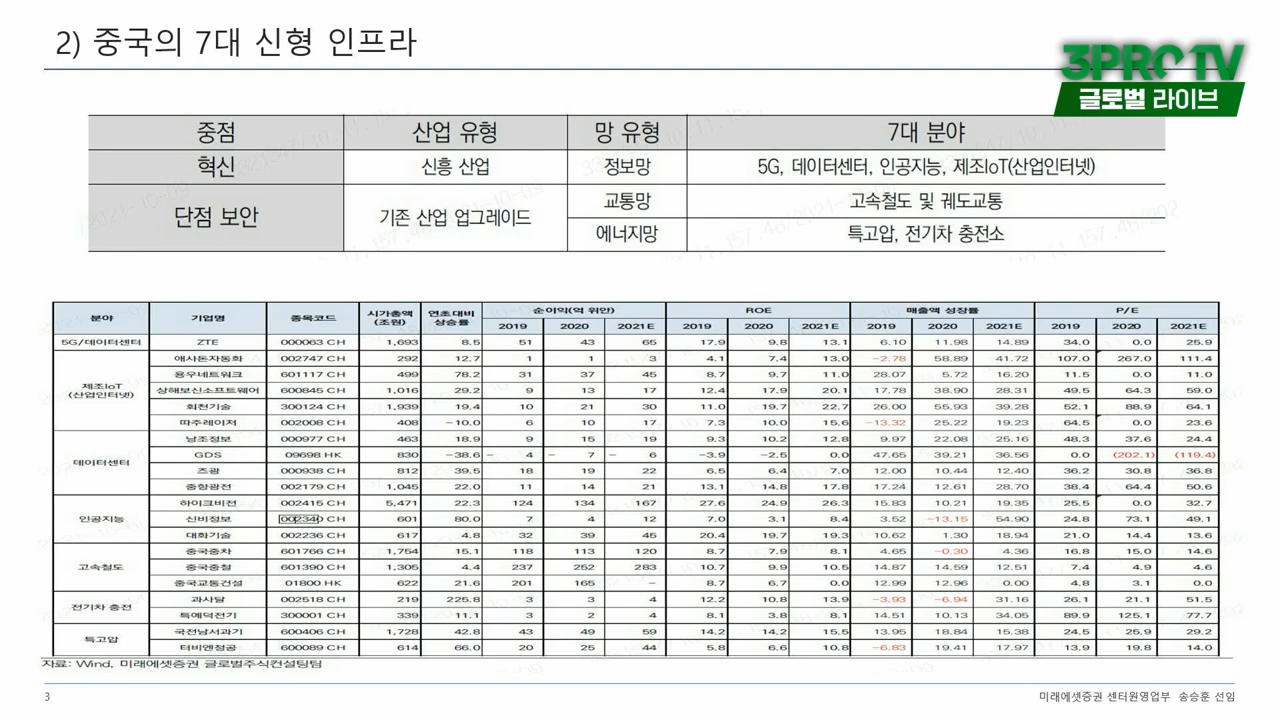 2) 중국의 7대 신형 인프라
3PROTV
글로벌 라이브
중점 산업 유형 망 유형 7대 분야
혁신 신흥 산업 정보망 5G, 데이터센터, 인공지능, 제조IoT(산업인터넷)
단점 보안 기존 산업 업그레이드 교통망 고속철도 및 궤도교통
에너지망 특고압, 전기차 충전소
분야 기업명 종목코드 시가총액(조원) 연초대비 상승률 순이익(억 위안) ROE 매출액 성장률 P/E
2019 2020 2021E 2019 2020 2021E 2019 2020 2021E 2019 2020 2021E
5G/데이터센터 ZTE 000063 CH 1,693 8.5 51 43 65 17.9 9.8 13.1 6.10 11.98 14.89 34.0 0.0 25.9
제조IoT (산업인터넷) 애사돈자동화 002747 CH 292 12.7 1 1 3 4.1 7.4 13.0 -2.78 58.89 41.72 107.0 267.0 111.4
용우네트워크 601117 CH 499 78.2 31 37 45 8.7 9.7 11.0 28.07 5.72 16.20 11.5 0.0 11.0
상해보신소프트웨어 600845 CH 1,016 29.2 9 13 17 12.4 17.9 20.1 17.78 38.90 28.31 49.5 64.3 59.0
회천기술 300124 CH 1,939 19.4 10 21 30 11.0 19.7 22.7 26.00 55.93 39.28 52.1 88.9 64.1
따주레이저 002008 CH 408 -10.0 6 10 17 7.3 10.0 15.6 -13.32 25.22 19.23 64.5 0.0 23.6
데이터센터 낭조정보 000977 CH 463 18.9 9 15 19 9.3 10.2 12.8 9.97 22.08 25.16 48.3 37.6 24.4
GDS 09698 HK 830 -38.6 - 4 - 7 - 6 -3.9 -2.5 0.0 47.65 39.21 36.56 0.0 (202.1) (119.4)
조광 000938 CH 812 39.5 18 19 22 6.5 6.4 7.0 12.00 10.44 12.40 36.2 30.8 36.8
중항광전 002179 CH 1,045 22.0 11 14 21 13.1 14.8 17.8 17.24 12.61 28.70 38.4 64.4 50.6
인공지능 하이크비전 002415 CH 5,471 22.3 124 134 167 27.6 24.9 26.3 15.83 10.21 19.35 25.5 0.0 32.7
신비정보 CH 601 80.0 7 4 12 7.0 3.1 8.4 3.52 -13.15 54.90 24.8 73.1 49.1
대화기술 002236 CH 617 4.8 32 39 45 20.4 19.7 19.3 10.62 1.30 18.94 21.0 14.4 13.6
고속철도 중국중차 601766 CH 1,754 15.1 118 113 120 8.7 7.9 8.1 4.65 -0.30 4.36 16.8 15.0 14.6
중국중철 601390 CH 1,305 4.4 237 252 283 10.7 9.9 10.5 14.87 14.59 12.51 7.4 4.9 4.6
중국교통건설 01800 HK 622 21.6 201 165 - 8.7 6.7 0.0 12.99 12.96 0.00 4.8 3.1 0.0
전기차 충전 과사달 002518 CH 219 225.8 3 3 4 12.2 10.8 13.9 -3.93 -6.94 31.16 26.1 21.1 51.5
특예덕전기 300001 CH 339 11.1 3 2 4 8.1 3.8 8.1 14.51 10.13 34.05 89.9 125.1 77.7
특고압 국전남서과기 600406 CH 1,728 42.8 43 49 59 14.2 14.2 15.5 13.95 18.84 15.38 24.5 25.9 29.2
터비엔정공 600089 CH 614 66.0 20 25 44 5.8 6.6 10.8 -6.83 19.41 17.97 13.9 19.8 14.0
자료: Wind, 미래에셋증권 글로벌주식컨설팅팀
3 미래에셋증권 센터원영업부 송승훈 선임